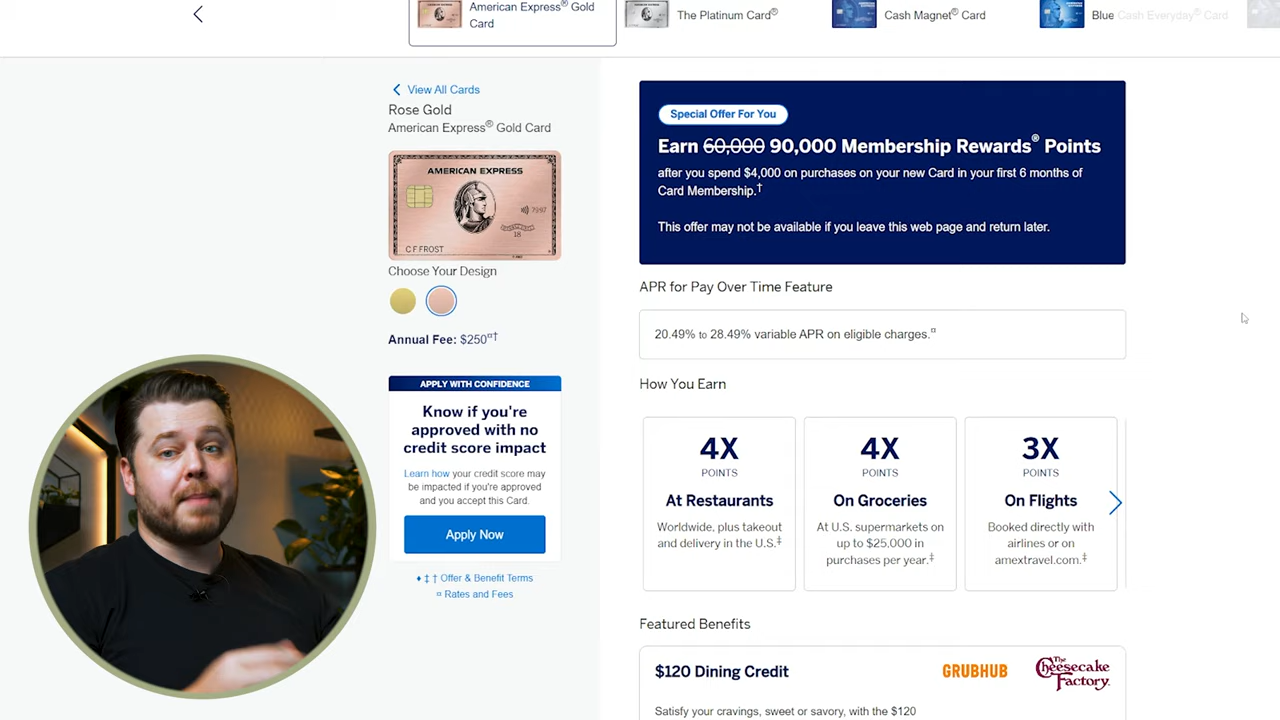 American Express® Gold
Card
The Platinum Card®
Cash Magnet® Card
Blue Cash Everyday® Card
View All Cards
Rose Gold
American Express® Gold Card
AMERICAN EXPRESS
7997
18
C F FROST
Choose Your Design
Annual Fee: $250¤†
APPLY WITH CONFIDENCE
Know if you're
approved with no
credit score impact
Learn how your credit score may
be impacted if you're approved
and you accept this Card.
Apply Now
♦ ‡ † Offer & Benefit Terms
¤ Rates and Fees
Special Offer For You
Earn 60,000 90,000 Membership Rewards® Points
after you spend $4,000 on purchases on your new Card in your first 6 months of
Card Membership.†
This offer may not be available if you leave this web page and return later.
APR for Pay Over Time Feature
20.49% to 28.49% variable APR on eligible charges.¤
How You Earn
4X
POINTS
At Restaurants
Worldwide, plus takeout
and delivery in the U.S.‡
4X
POINTS
On Groceries
At U.S. supermarkets on
up to $25,000 in
purchases per year.‡
3X
POINTS
On Flights
Booked directly with
airlines or on
amextravel.com.‡
Featured Benefits
$120 Dining Credit
GRUBHUB
The
Cheesecake
Factory.
Satisfy your cravings, sweet or savory, with the $120